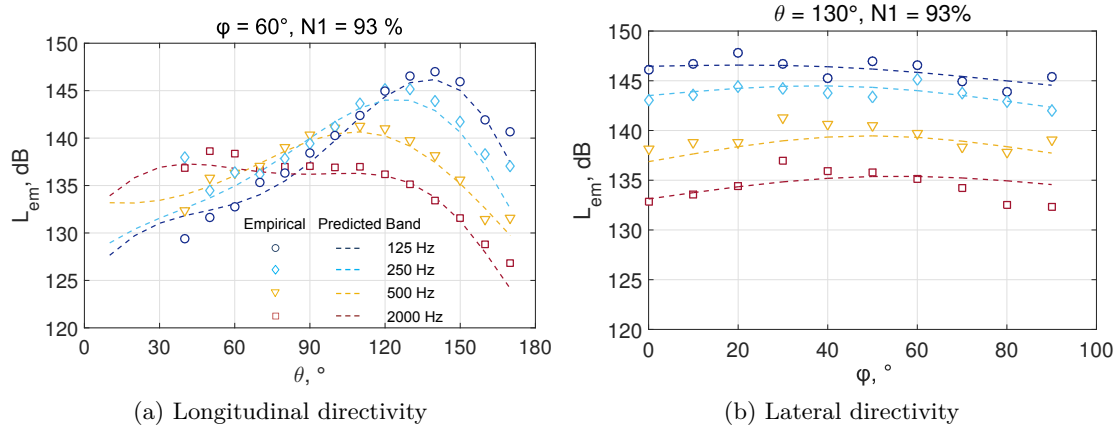 φ = 60°, N1 = 93 %
150
145
140
135
130
125
120
L_em, dB
0
30
60
90
120
150
180
θ, °
Empirical Predicted Band
125 Hz
250 Hz
500 Hz
2000 Hz
(a) Longitudinal directivity
θ = 130°, N1 = 93%
150
145
140
135
130
125
120
L_em, dB
0
20
40
60
80
100
φ, °
(b) Lateral directivity